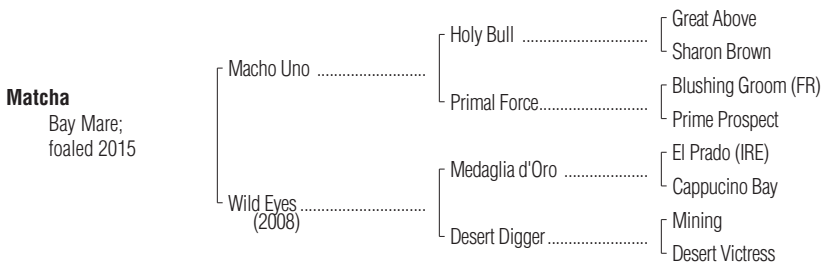 Great Above
Holy Bull ................................
Sharon Brown
Macho Uno ...........................
Blushing Groom (FR)
Primal Force...........................
Prime Prospect
Matcha
Bay Mare;
foaled 2015
El Prado (IRE)
Medaglia d'Oro .....................
Cappucino Bay
Wild Eyes ...............................
(2008)
Mining
Desert Digger.........................
Desert Victress